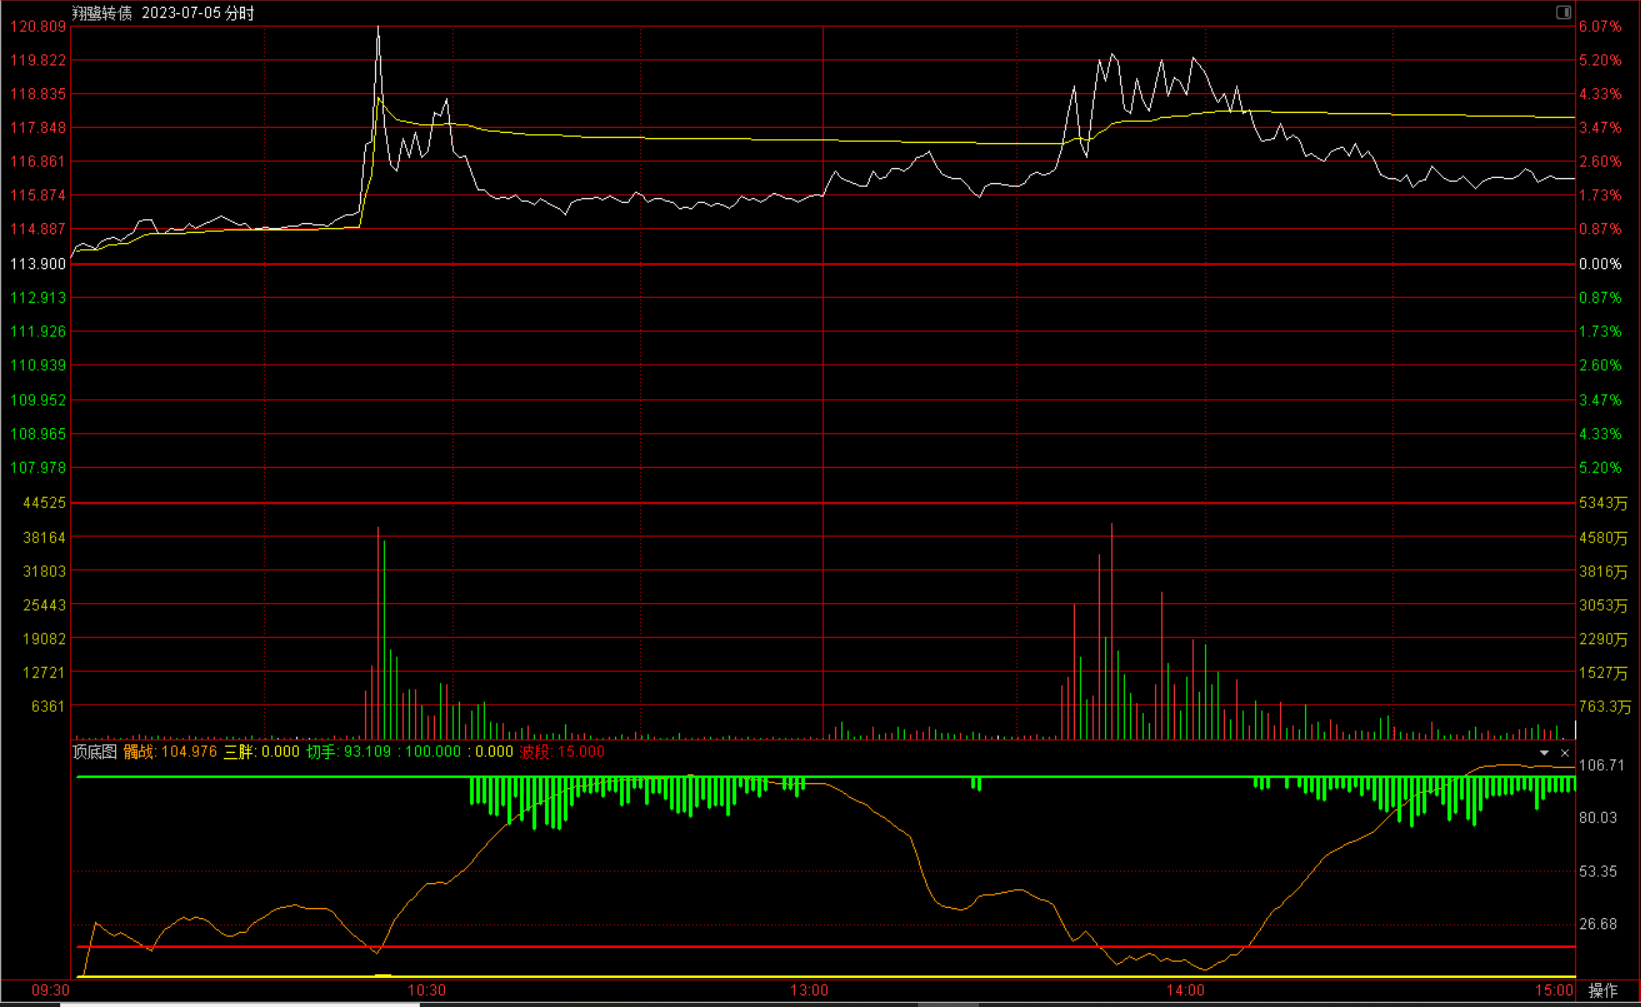 翔鹭转债 2023-07-05 分时
120.809 6.07%
119.822 5.20%
118.835 4.33%
117.848 3.47%
116.861 2.60%
115.874 1.73%
114.887 0.87%
113.900 0.00%
112.913 0.87%
111.926 1.73%
110.939 2.60%
109.952 3.47%
108.965 4.33%
107.978 5.20%
44525 5343万
38164 4580万
31803 3816万
25443 3053万
19082 2290万
12721 1527万
6361 763.3万
顶底图 髑战: 104.976 三胖: 0.000 切手: 93.109 : 100.000 : 0.000 波段: 15.000
106.71
80.03
53.35
26.68
09:30 10:30 13:00 14:00 15:00 操作